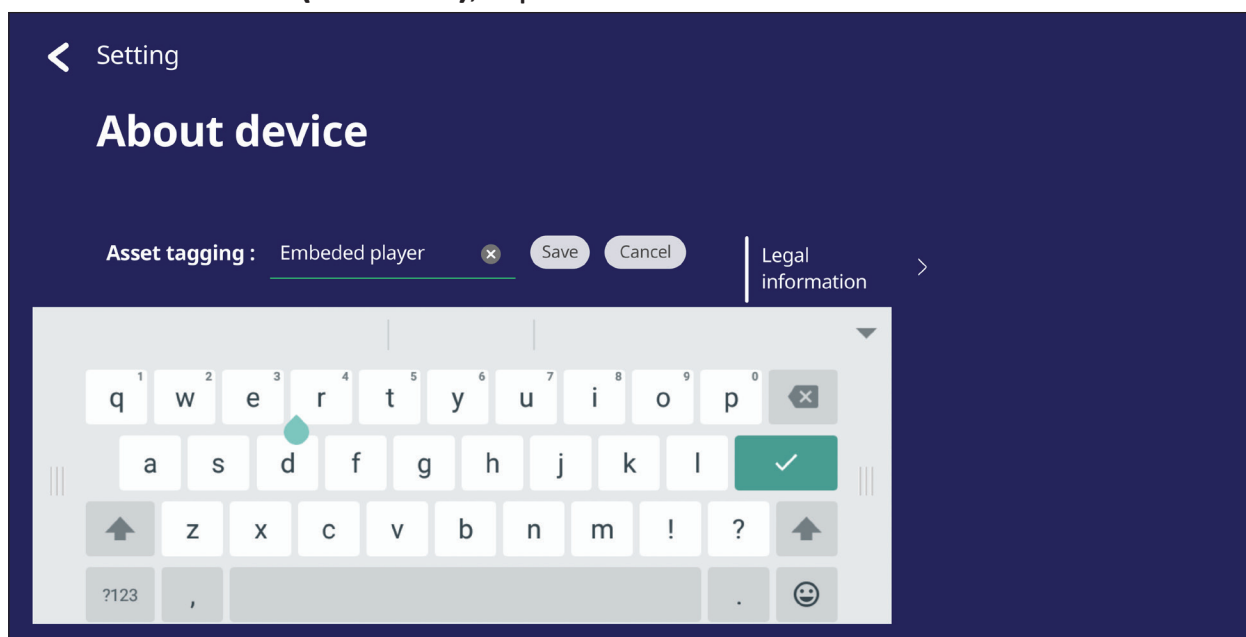 Setting
About device
Asset tagging : Embeded player Save Cancel
Legal
information
1 2 3 4 5 6 7 8 9 0
q w e r t y u i o p
a s d f g h j k l
z x c v b n m ! ?
?123 , .